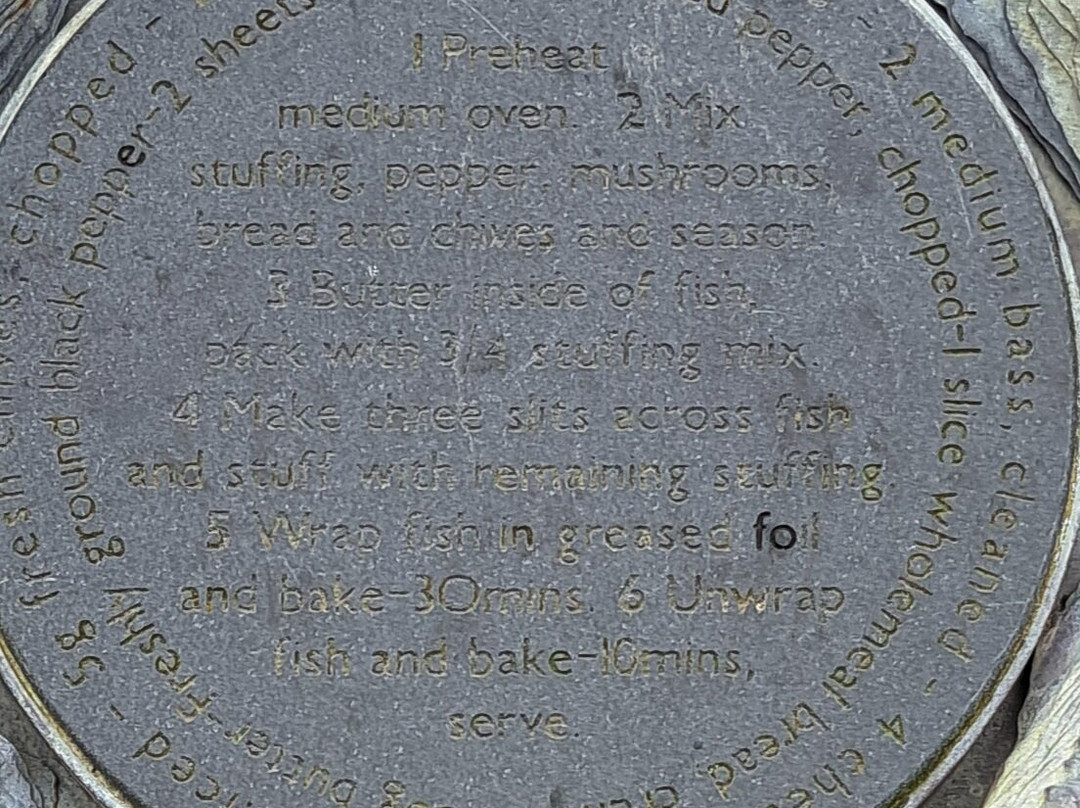 1 Preheat
medium oven. 2 Mix
stuffing, pepper, mushrooms,
bread and chives and season.
3 Butter inside of fish,
pack with 3/4 stuffing mix.
4 Make three slits across fish
and stuff with remaining stuffing.
5 Wrap fish in greased foil
and bake-30mins. 6 Unwrap
fish and bake-10mins,
serve.
5g fresh chives, chopped -
- 2 medium bass, cleaned - 4
freshly ground black pepper-2 sheets
pepper, chopped-1 slice wholemeal bread,
butter-